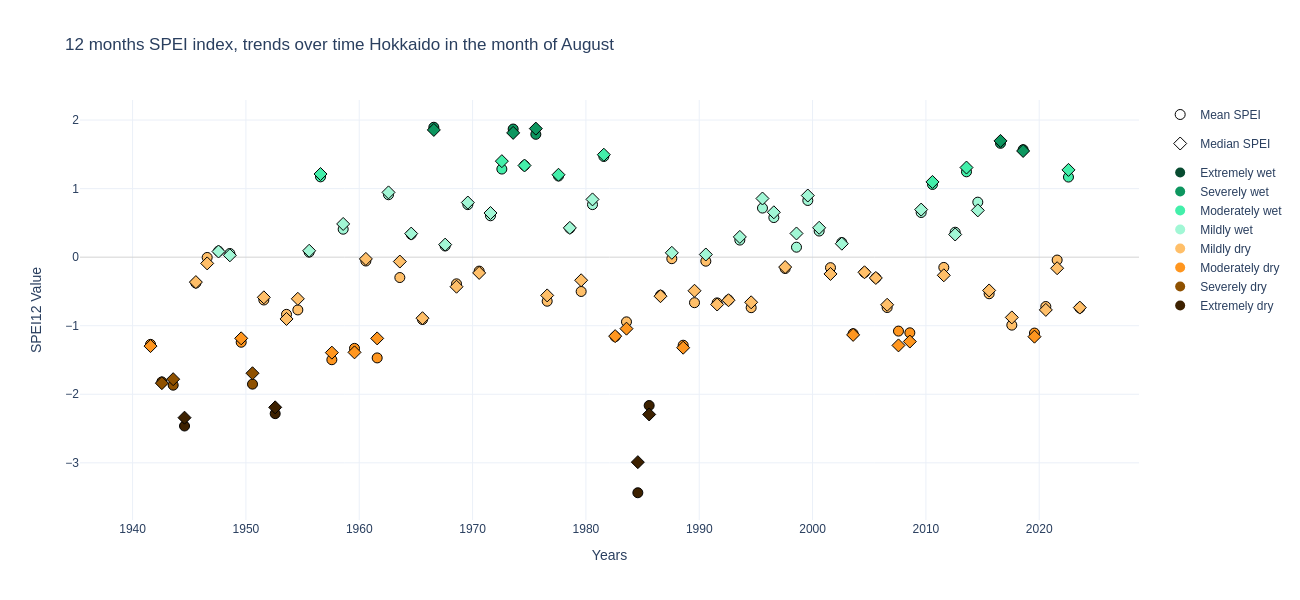 12 months SPEI index, trends over time Hokkaido in the month of August
SPEI12 Value
2
1
0
−1
−2
−3
1940
1950
1960
1970
1980
1990
2000
2010
2020
Years
Mean SPEI
Median SPEI
Extremely wet
Severely wet
Moderately wet
Mildly wet
Mildly dry
Moderately dry
Severely dry
Extremely dry